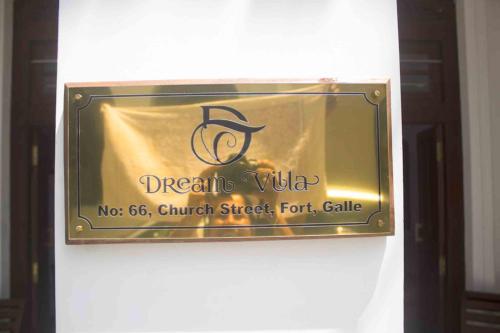 Dream Villa
No: 66, Church Street, Fort, Galle